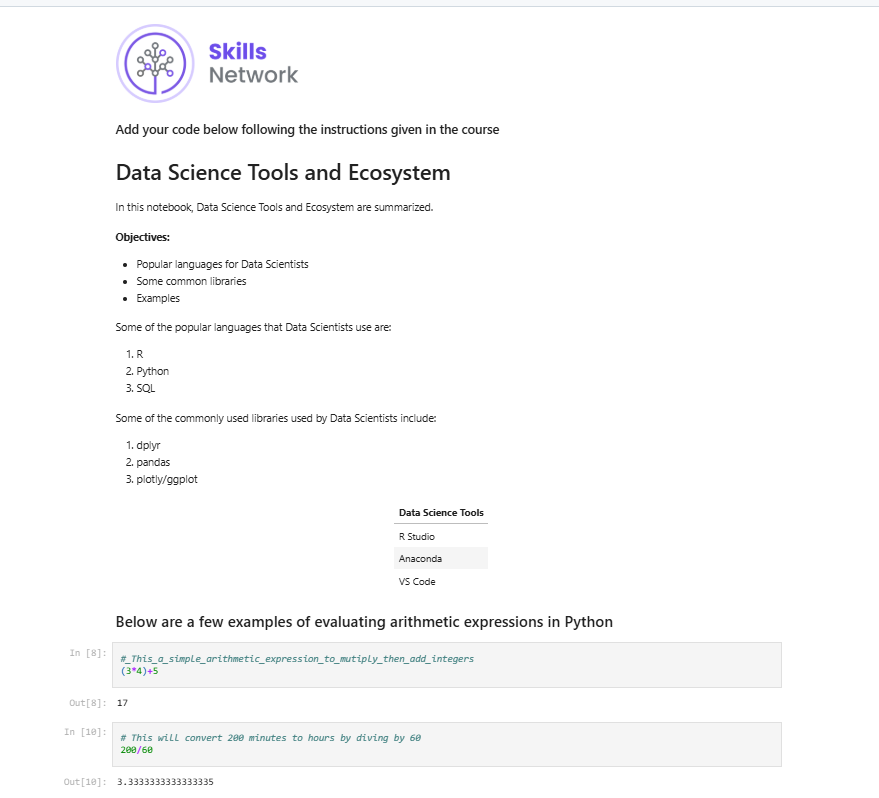 Skills
Network
Add your code below following the instructions given in the course
Data Science Tools and Ecosystem
In this notebook, Data Science Tools and Ecosystem are summarized.
Objectives:
• Popular languages for Data Scientists
• Some common libraries
• Examples
Some of the popular languages that Data Scientists use are:
1. R
2. Python
3. SQL
Some of the commonly used libraries used by Data Scientists include:
1. dplyr
2. pandas
3. plotly/ggplot
Data Science Tools
R Studio
Anaconda
VS Code
Below are a few examples of evaluating arithmetic expressions in Python
In [8]:
#_This_a_simple_arithmetic_expression_to_mutiply_then_add_integers
(3*4)+5
Out[8]: 17
In [10]:
# This will convert 200 minutes to hours by diving by 60
200/60
Out[10]: 3.3333333333333335